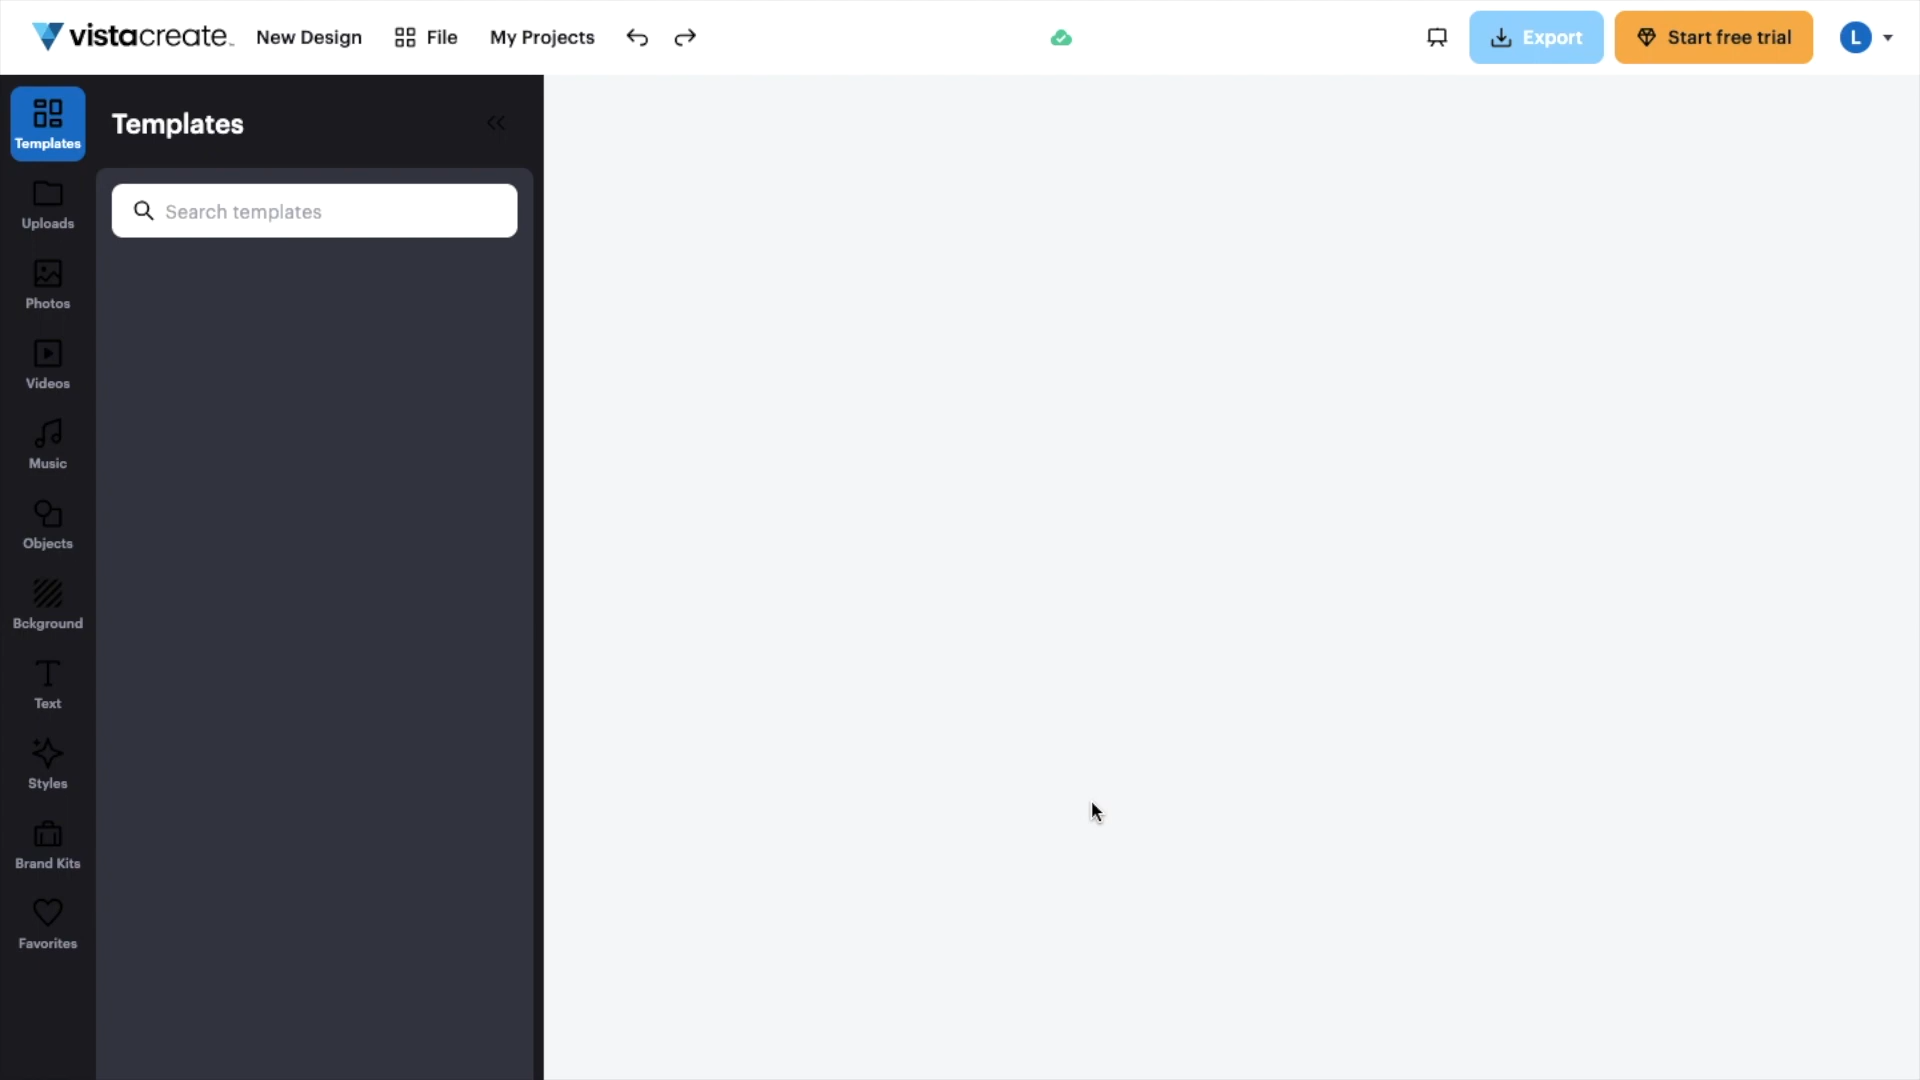 vistacreate
New Design
File
My Projects
Export
Start free trial
L
Templates
Templates
Search templates
Uploads
Photos
Videos
Music
Objects
Bckground
Text
Styles
Brand Kits
Favorites